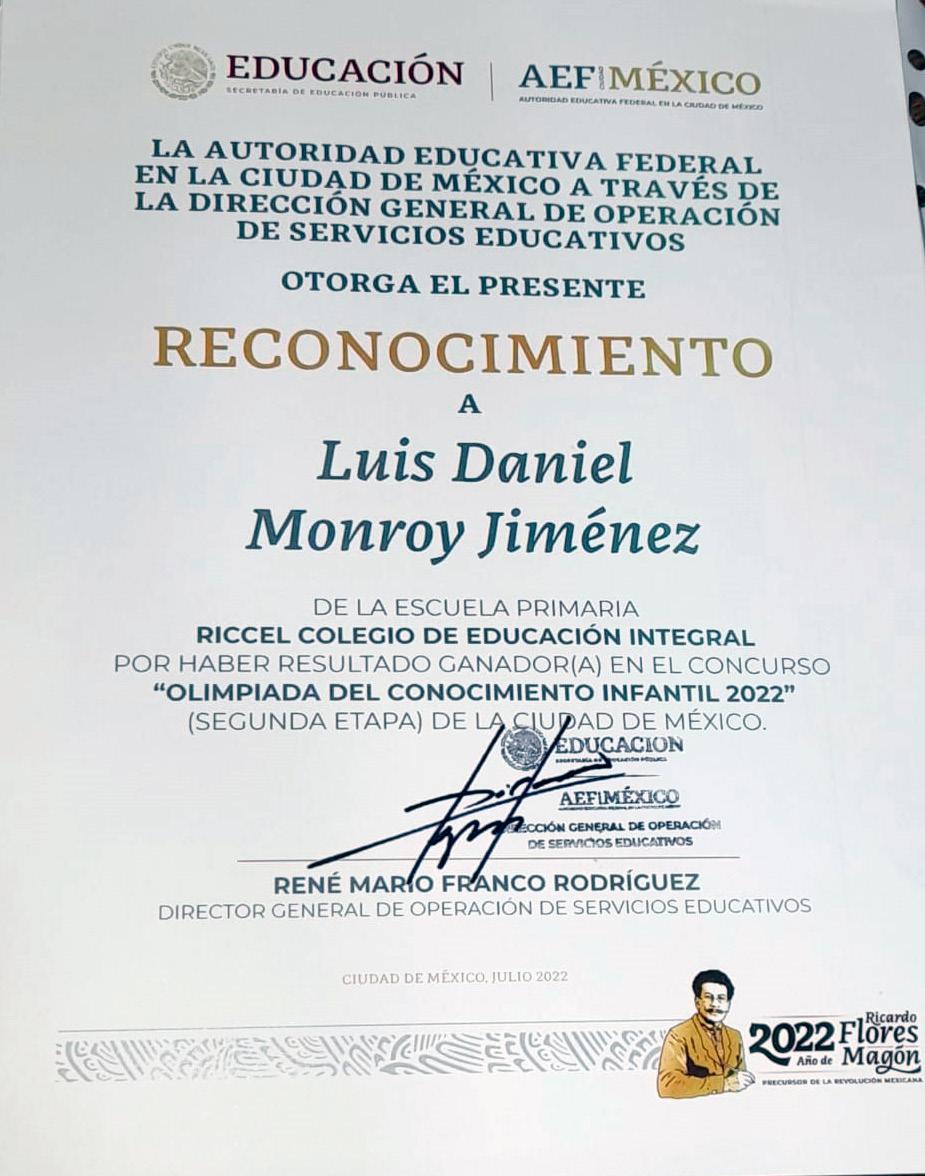 EDUCACIÓN
SECRETARÍA DE EDUCACIÓN PÚBLICA
AEF MÉXICO
AUTORIDAD EDUCATIVA FEDERAL EN LA CIUDAD DE MÉXICO
LA AUTORIDAD EDUCATIVA FEDERAL
EN LA CIUDAD DE MÉXICO A TRAVÉS DE
LA DIRECCIÓN GENERAL DE OPERACIÓN
DE SERVICIOS EDUCATIVOS
OTORGA EL PRESENTE
RECONOCIMIENTO
A
Luis Daniel
Monroy Jiménez
DE LA ESCUELA PRIMARIA
RICCEL COLEGIO DE EDUCACIÓN INTEGRAL
POR HABER RESULTADO GANADOR(A) EN EL CONCURSO
“OLIMPIADA DEL CONOCIMIENTO INFANTIL 2022”
(SEGUNDA ETAPA) DE LA CIUDAD DE MÉXICO.
EDUCACIÓN
AEF MÉXICO
GENERAL DE OPERACIÓN
DE SERVICIOS EDUCATIVOS
RENÉ MARIO FRANCO RODRÍGUEZ
DIRECTOR GENERAL DE OPERACIÓN DE SERVICIOS EDUCATIVOS
CIUDAD DE MÉXICO, JULIO 2022
2022 Ricardo
Flores
Año de Magón
PRECURSOR DE LA REVOLUCIÓN MEXICANA